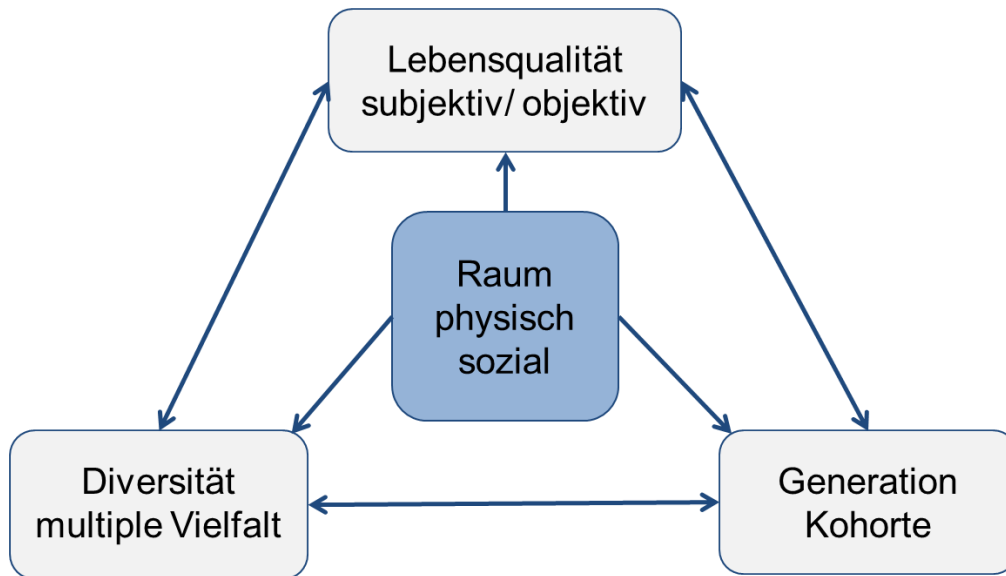 Lebensqualität
subjektiv/ objektiv
Raum
physisch
sozial
Diversität
multiple Vielfalt
Generation
Kohorte